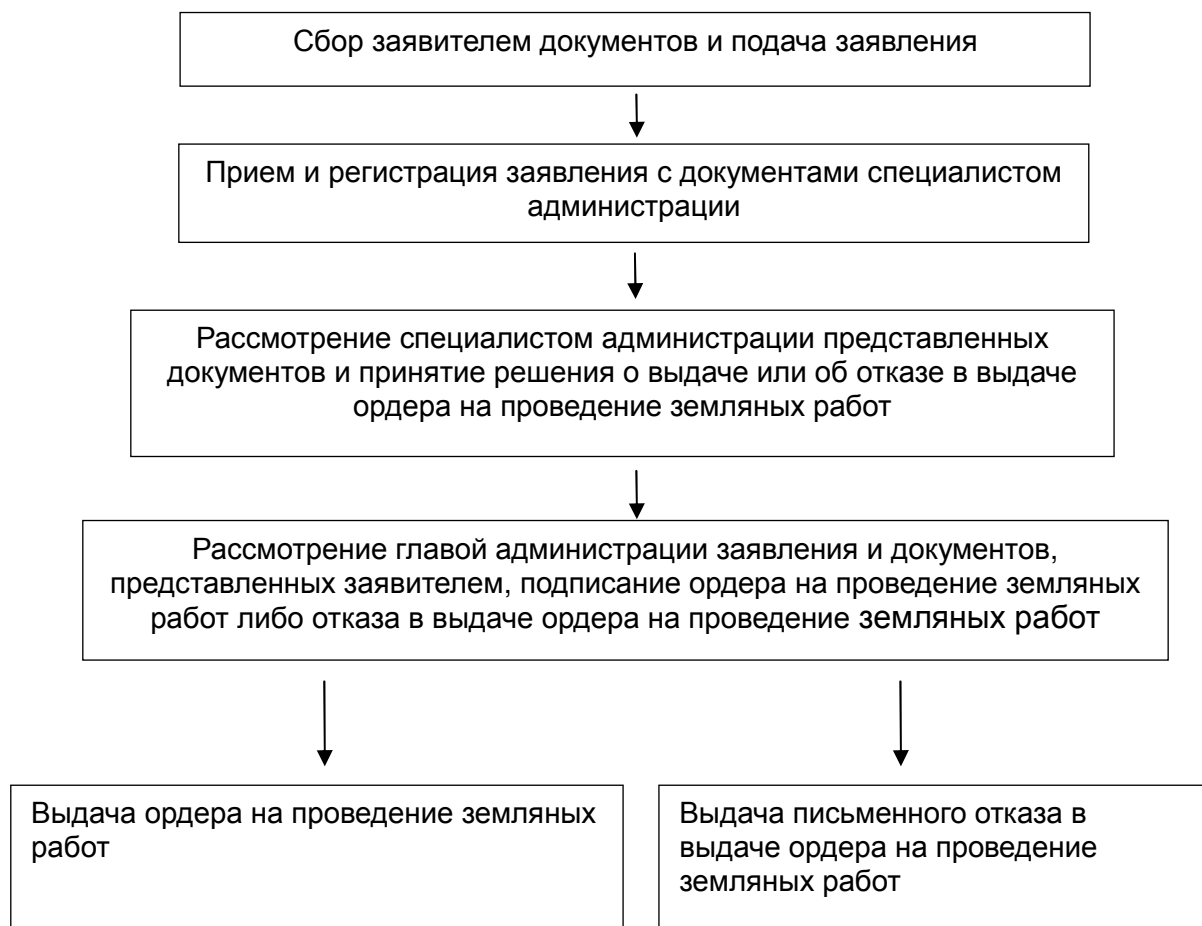 Сбор заявителем документов и подача заявления
Прием и регистрация заявления с документами специалистом
администрации
Рассмотрение специалистом администрации представленных
документов и принятие решения о выдаче или об отказе в выдаче
ордера на проведение земляных работ
Рассмотрение главой администрации заявления и документов,
представленных заявителем, подписание ордера на проведение земляных
работ либо отказа в выдаче ордера на проведение земляных работ
Выдача ордера на проведение земляных
работ
Выдача письменного отказа в
выдаче ордера на проведение
земляных работ